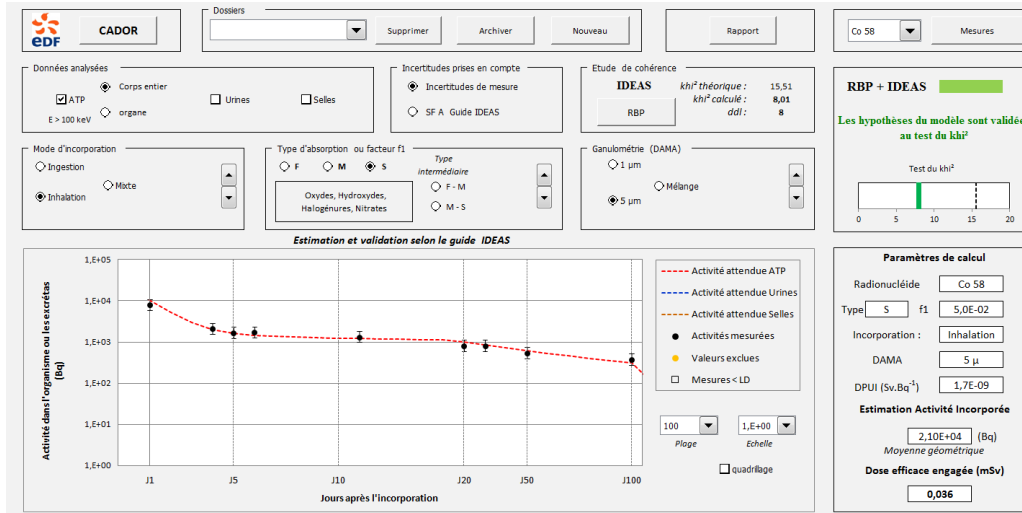 Dossiers
eDF
CADOR
Supprimer
Archiver
Nouveau
Rapport
Co 58
Mesures
Données analysées
ATP
E > 100 keV
Corps entier
organe
Urines
Selles
Incertitudes prises en compte
Incertitudes de mesure
SF A Guide IDEAS
Etude de cohérence
IDEAS
RBP
khi² théorique : 15,51
khi² calculé : 8,01
ddl : 8
RBP + IDEAS
Les hypothèses du modèle sont validée
au test du khi²
Test du khi²
0 5 10 15 20
Mode d'incorporation
Ingestion
Mixte
Inhalation
Type d'absorption ou facteur f1
F M S
Oxydes, Hydroxydes,
Halogénures, Nitrates
Type
intermédiaire
F - M
M - S
Ganulométrie (DAMA)
1 µm
Mélange
5 µm
Estimation et validation selon le guide IDEAS
Activité dans l'organisme ou les excrétas
(Bq)
1,E+05
1,E+04
1,E+03
1,E+02
1,E+01
1,E+00
J1 J5 J10 J20 J50 J100
Jours après l'incorporation
Activité attendue ATP
Activité attendue Urines
Activité attendue Selles
Activités mesurées
Valeurs exclues
Mesures < LD
100 1,E+00
Plage Echelle
quadrilage
Paramètres de calcul
Radionucléide Co 58
Type S f1 5,0E-02
Incorporation : Inhalation
DAMA 5 µ
DPUI (Sv.Bq-1) 1,7E-09
Estimation Activité Incorporée
2,10E+04 (Bq)
Moyenne géométrique
Dose efficace engagée (mSv)
0,036